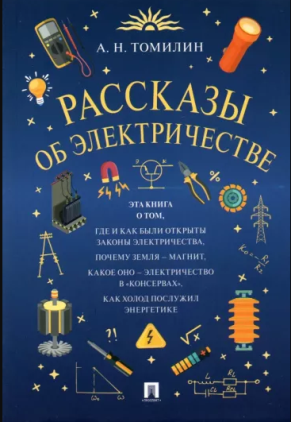 А. Н. ТОМИЛИН
РАССКАЗЫ
ОБ ЭЛЕКТРИЧЕСТВЕ
ЭТА КНИГА
О ТОМ,
ГДЕ И КАК БЫЛИ ОТКРЫТЫ
ЗАКОНЫ ЭЛЕКТРИЧЕСТВА,
ПОЧЕМУ ЗЕМЛЯ – МАГНИТ,
КАКОЕ ОНО – ЭЛЕКТРИЧЕСТВО
В «КОНСЕРВАХ»,
КАК ХОЛОД ПОСЛУЖИЛ
ЭНЕРГЕТИКЕ